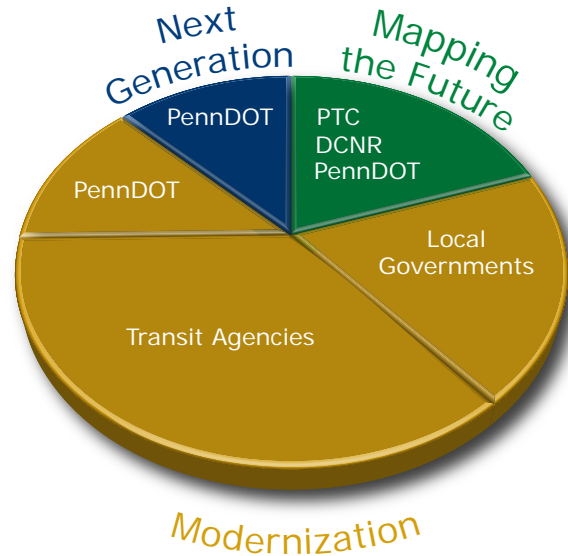 Next
Generation
Mapping
the Future
PennDOT
PTC
DCNR
PennDOT
PennDOT
Local
Governments
Transit Agencies
Modernization